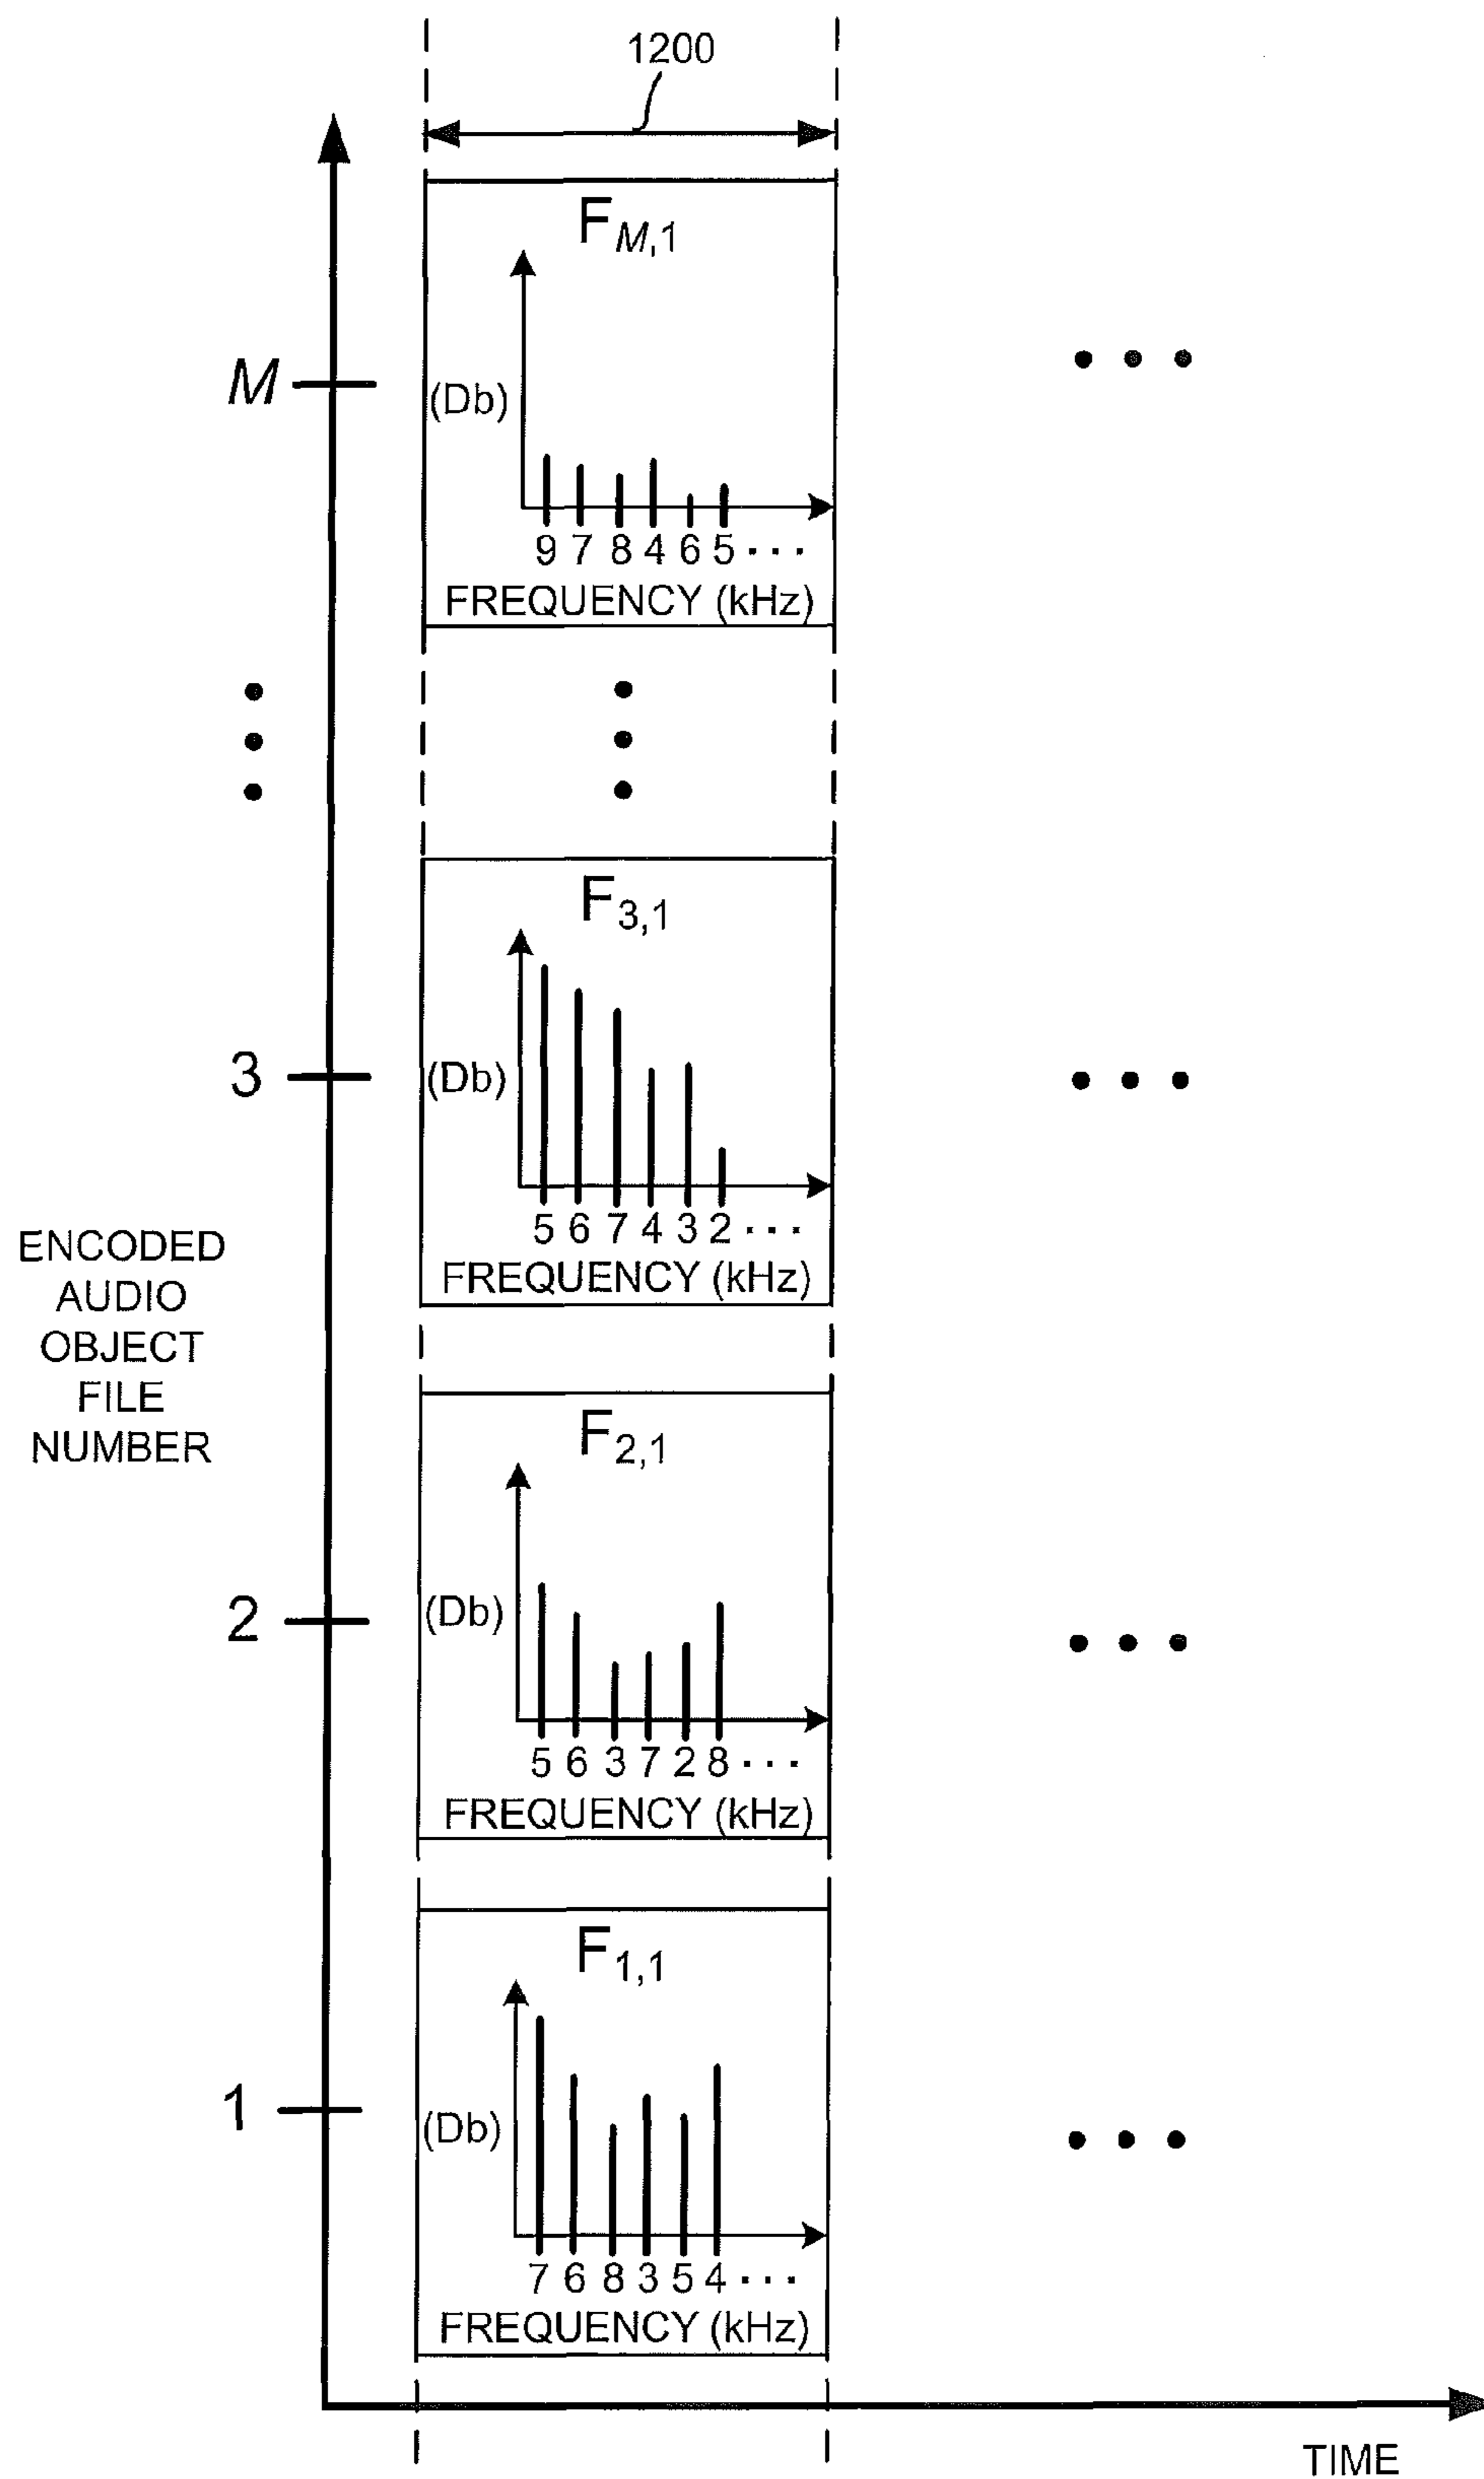 1200
F_{M,1}
M
(Db)
9 7 8 4 6 5 ...
FREQUENCY (kHz)
F_{3,1}
3
(Db)
5 6 7 4 3 2 ...
FREQUENCY (kHz)
ENCODED
AUDIO
OBJECT
FILE
NUMBER
F_{2,1}
2
(Db)
5 6 3 7 2 8 ...
FREQUENCY (kHz)
F_{1,1}
1
(Db)
7 6 8 3 5 4 ...
FREQUENCY (kHz)
TIME